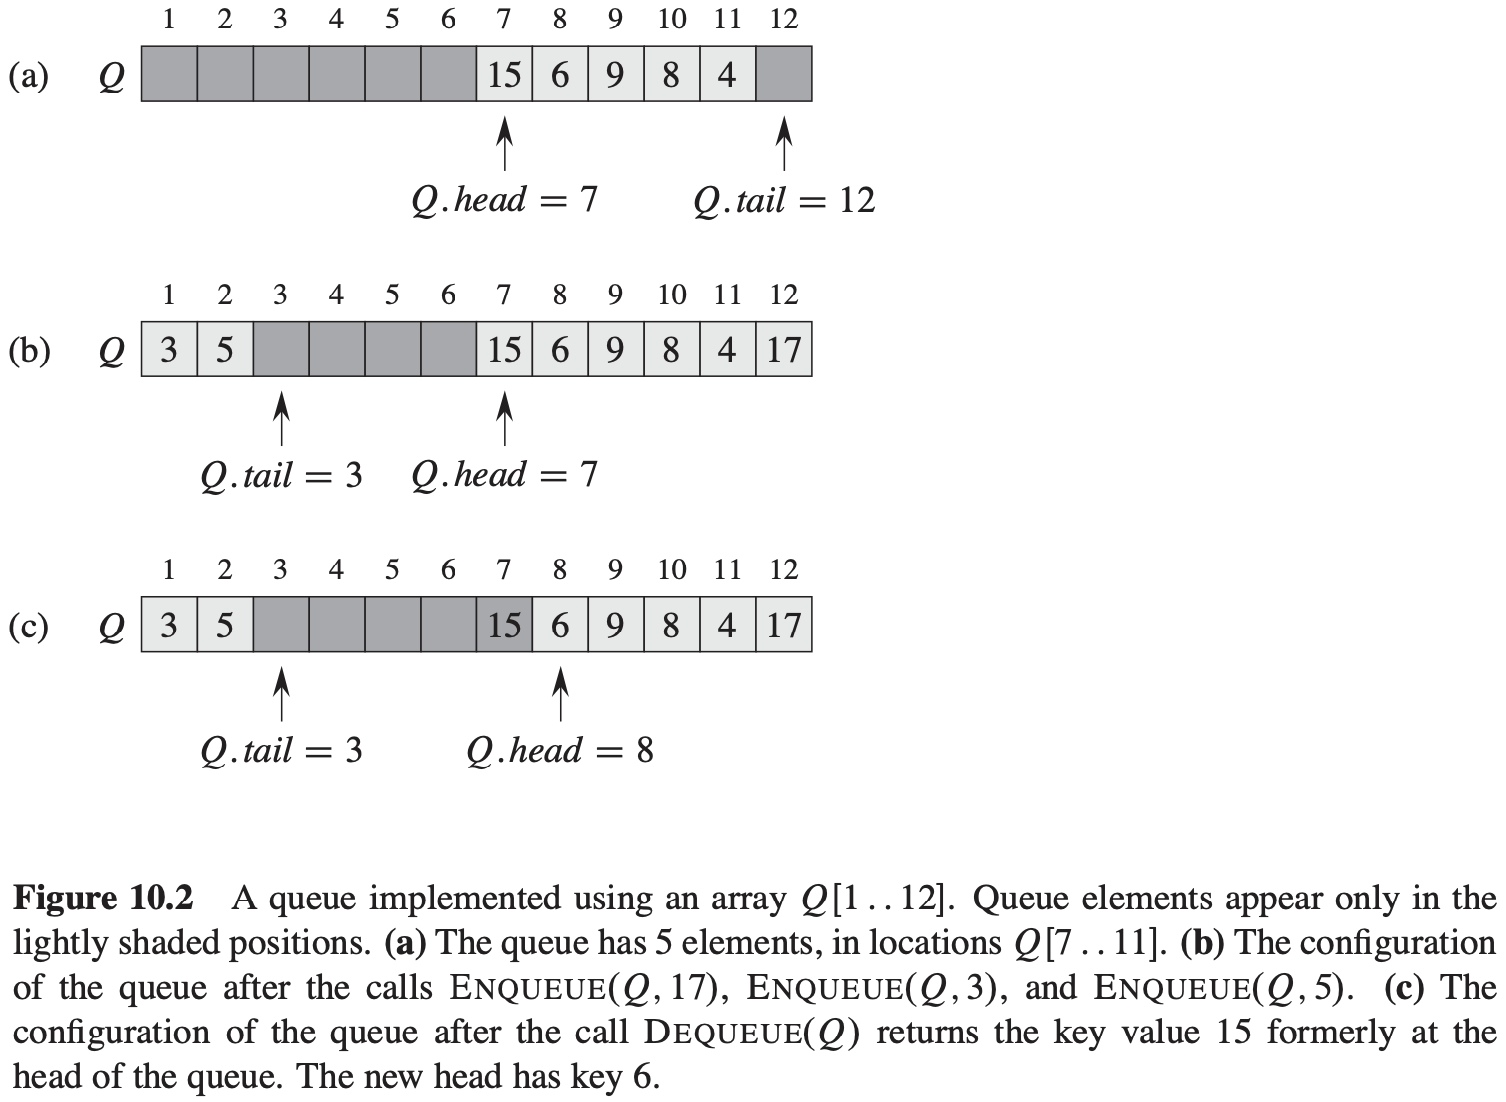 1 2 3 4 5 6 7 8 9 10 11 12
(a) Q 15 6 9 8 4
Q.head = 7 Q.tail = 12
1 2 3 4 5 6 7 8 9 10 11 12
(b) Q 3 5 15 6 9 8 4 17
Q.tail = 3 Q.head = 7
1 2 3 4 5 6 7 8 9 10 11 12
(c) Q 3 5 15 6 9 8 4 17
Q.tail = 3 Q.head = 8
Figure 10.2 A queue implemented using an array Q[1 . . 12]. Queue elements appear only in the
lightly shaded positions. (a) The queue has 5 elements, in locations Q[7 . . 11]. (b) The configuration
of the queue after the calls ENQUEUE(Q, 17), ENQUEUE(Q, 3), and ENQUEUE(Q, 5). (c) The
configuration of the queue after the call DEQUEUE(Q) returns the key value 15 formerly at the
head of the queue. The new head has key 6.